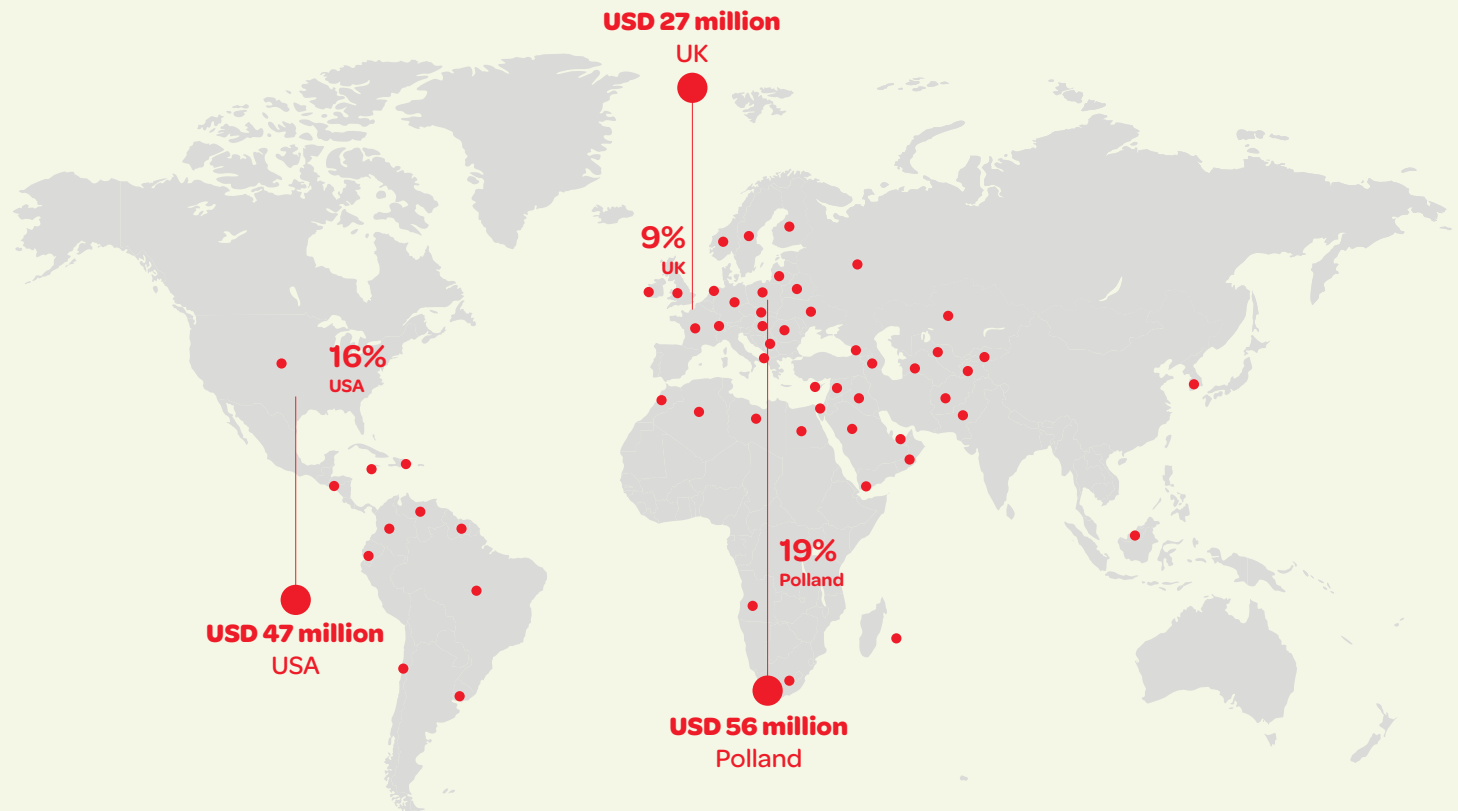 USD 27 million
UK
9%
UK
16%
USA
19%
Polland
USD 47 million
USA
USD 56 million
Polland